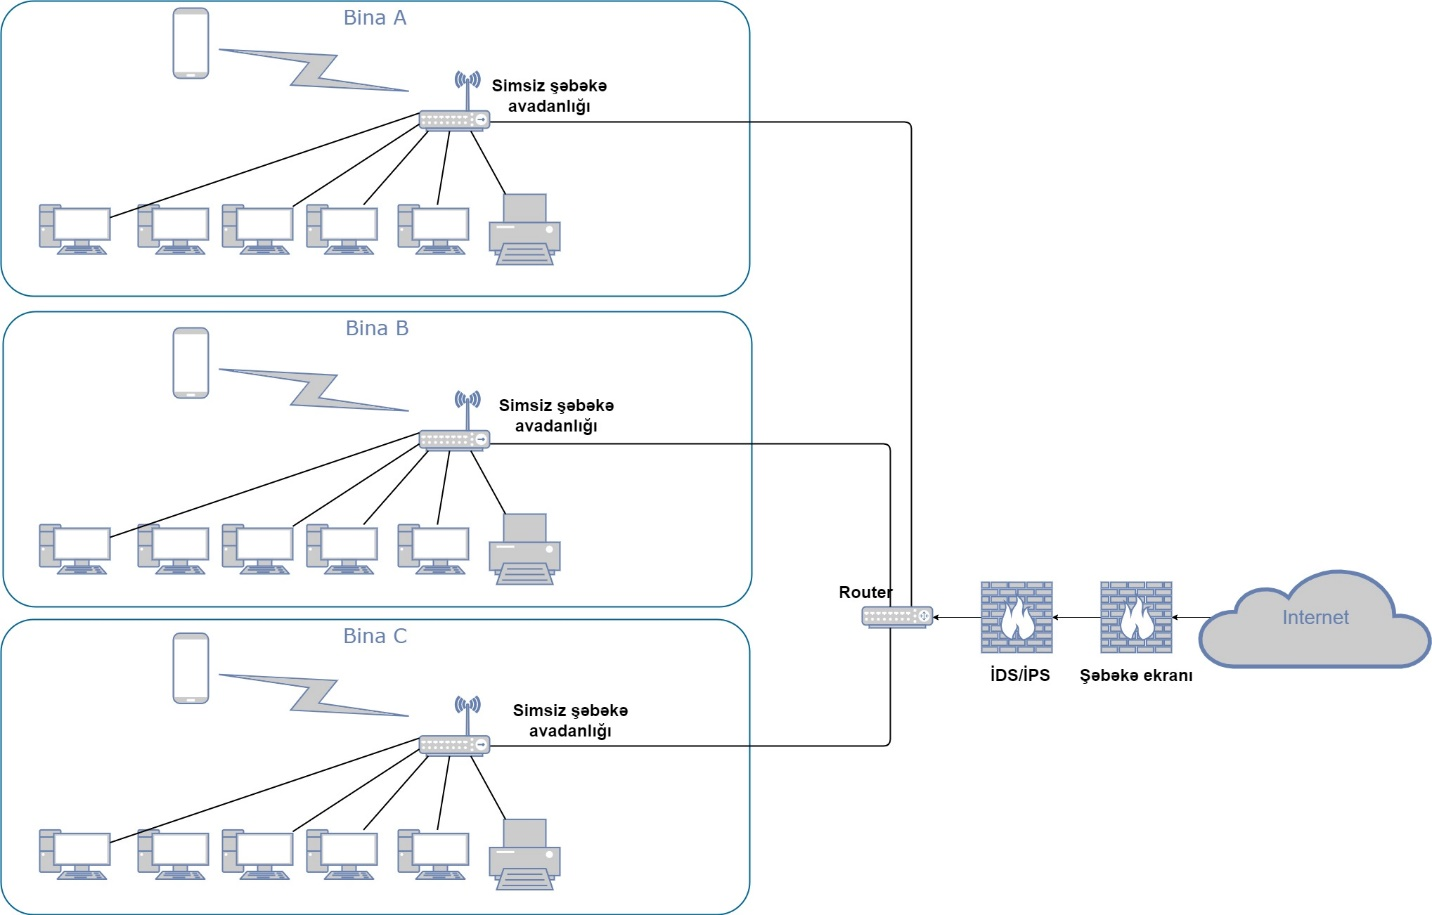 Bina A
Simsiz şəbəkə
avadanlığı
Bina B
Simsiz şəbəkə
avadanlığı
Router
Internet
İDS/İPS
Şəbəkə ekranı
Bina C
Simsiz şəbəkə
avadanlığı